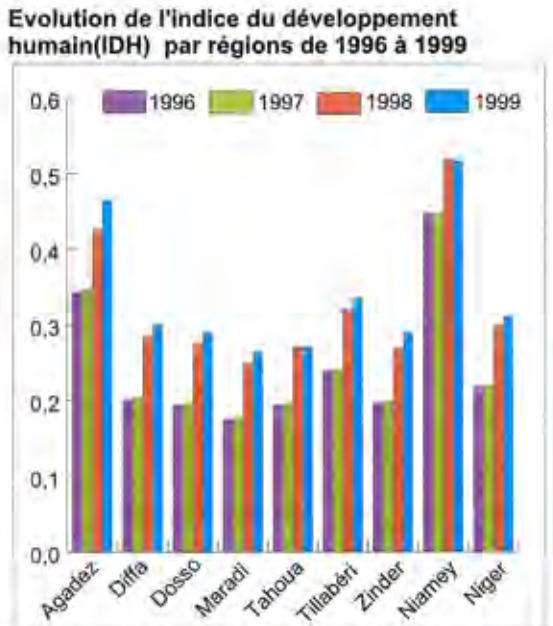 Evolution de l'indice du développement
humain(IDH) par régions de 1996 à 1999
1996 1997 1998 1999
0,6
0,5
0,4
0,3
0,2
0,1
0,0
Agadaz Diffa Dosso Maradi Tahoua Tillabéri Zinder Niamey Niger